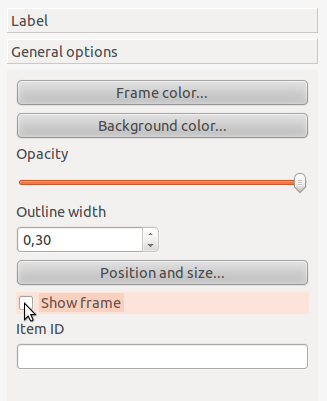 Label
General options
Frame color...
Background color...
Opacity
Outline width
0,30
Position and size...
Show frame
Item ID